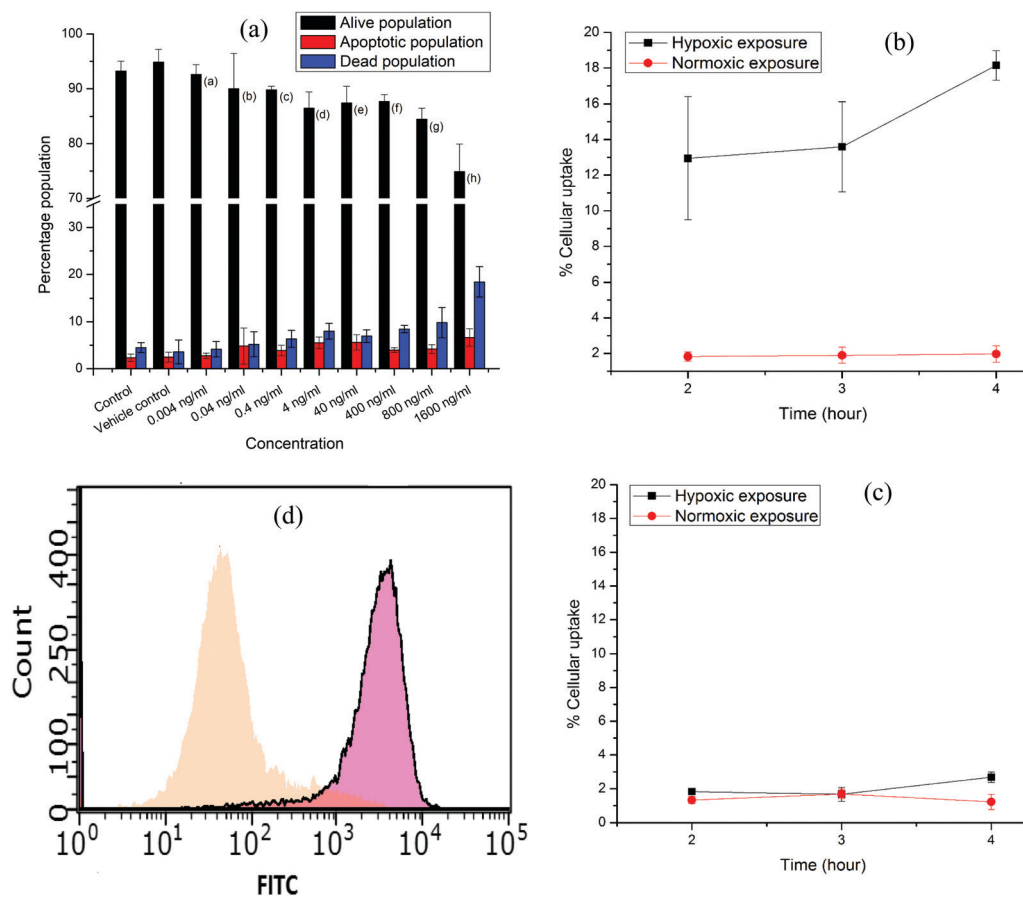 (a)
Alive population
Apoptotic population
Dead population
Percentage population
100
90
80
70
30
20
10
0
(a)
(b)
(c)
(d)
(e)
(f)
(g)
(h)
Control
Vehicle control
0.004 ng/ml
0.04 ng/ml
0.4 ng/ml
4 ng/ml
40 ng/ml
400 ng/ml
800 ng/ml
1600 ng/ml
Concentration
(b)
Hypoxic exposure
Normoxic exposure
% Cellular uptake
20
18
16
14
12
10
8
6
4
2
0
2
3
4
Time (hour)
(d)
Count
400
250
100
0
10^0
10^1
10^2
10^3
10^4
10^5
FITC
(c)
Hypoxic exposure
Normoxic exposure
% Cellular uptake
20
18
16
14
12
10
8
6
4
2
0
2
3
4
Time (hour)